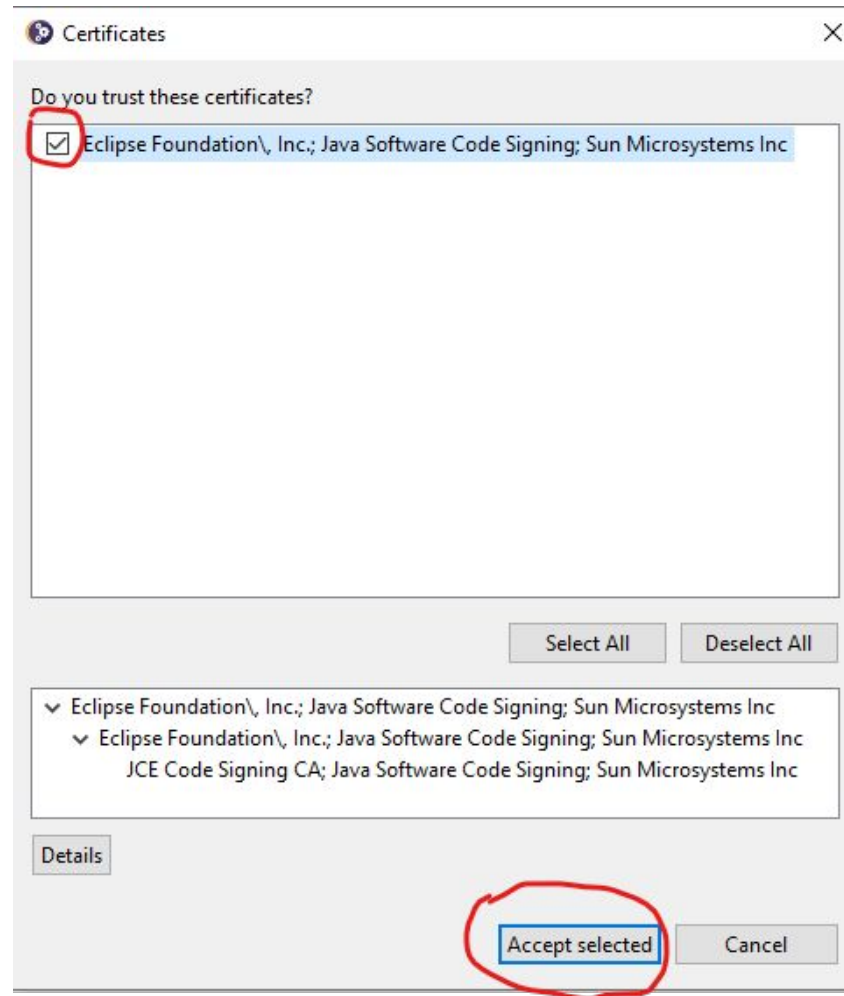 Certificates
Do you trust these certificates?
Eclipse Foundation\, Inc.; Java Software Code Signing; Sun Microsystems Inc
Select All
Deselect All
Eclipse Foundation\, Inc.; Java Software Code Signing; Sun Microsystems Inc
Eclipse Foundation\, Inc.; Java Software Code Signing; Sun Microsystems Inc
JCE Code Signing CA; Java Software Code Signing; Sun Microsystems Inc
Details
Accept selected
Cancel